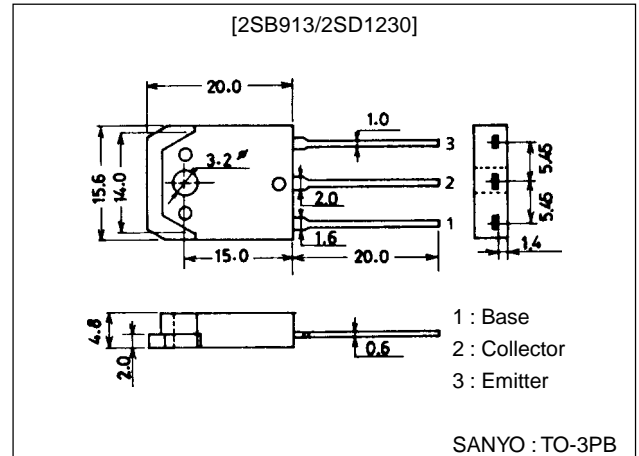 [2SB913/2SD1230]
20.0
1.0
3
3.2 ø
2
15.6
14.0
2.0
1
1.6
15.0
20.0
5.45
5.45
1.4
4.8
2.0
0.6
1 : Base
2 : Collector
3 : Emitter
SANYO : TO-3PB